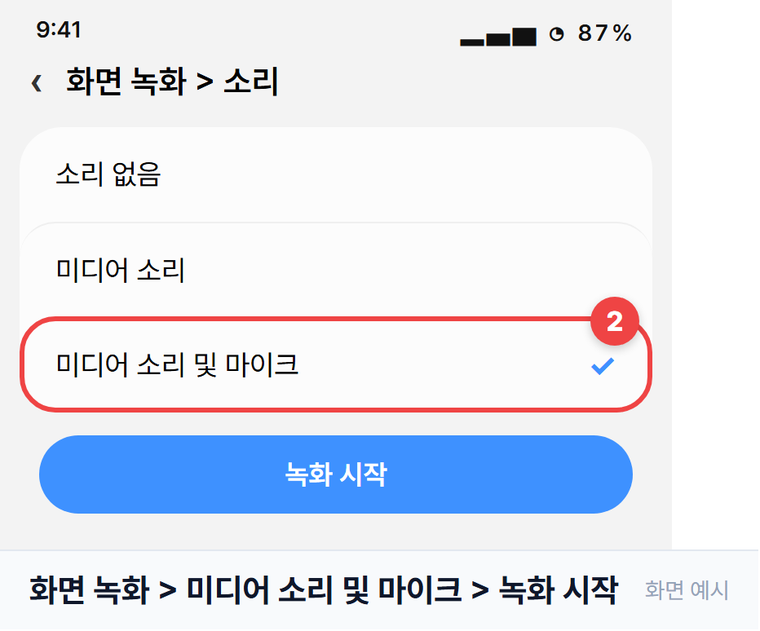 9:41 87%
‹ 화면 녹화 > 소리
소리 없음
미디어 소리
2
미디어 소리 및 마이크
녹화 시작
화면 녹화 > 미디어 소리 및 마이크 > 녹화 시작 화면 예시